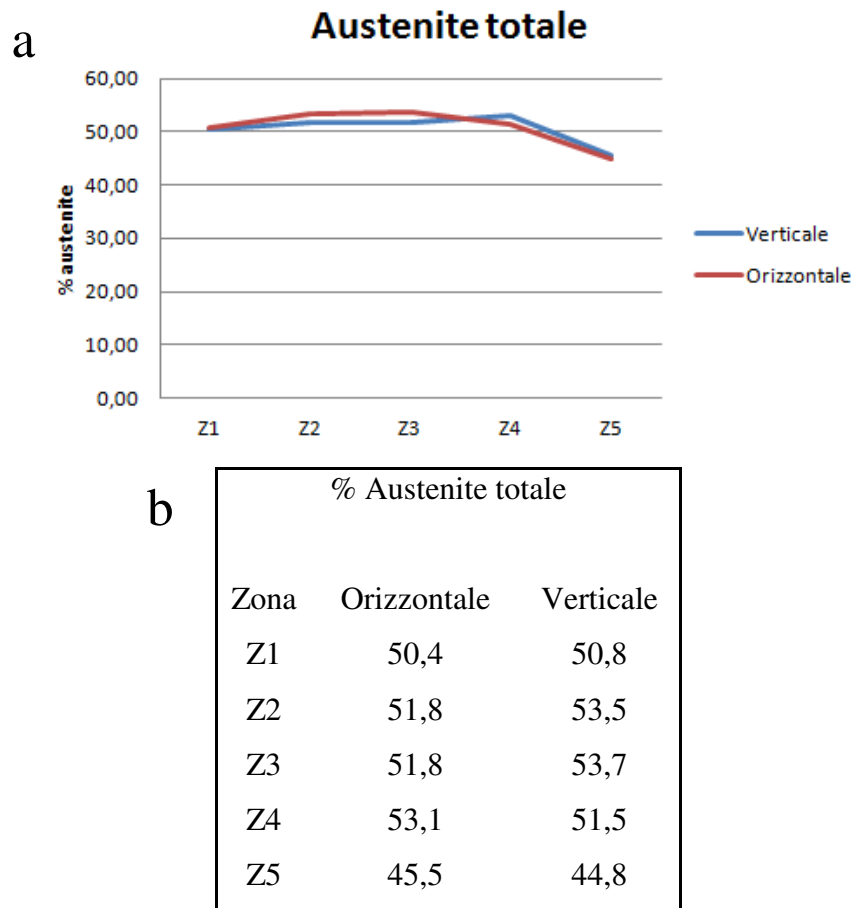 a
Austenite totale
60,00
50,00
40,00
30,00
20,00
10,00
0,00
% austenite
Z1 Z2 Z3 Z4 Z5
Verticale
Orizzontale
b
% Austenite totale
Zona Orizzontale Verticale
Z1 50,4 50,8
Z2 51,8 53,5
Z3 51,8 53,7
Z4 53,1 51,5
Z5 45,5 44,8